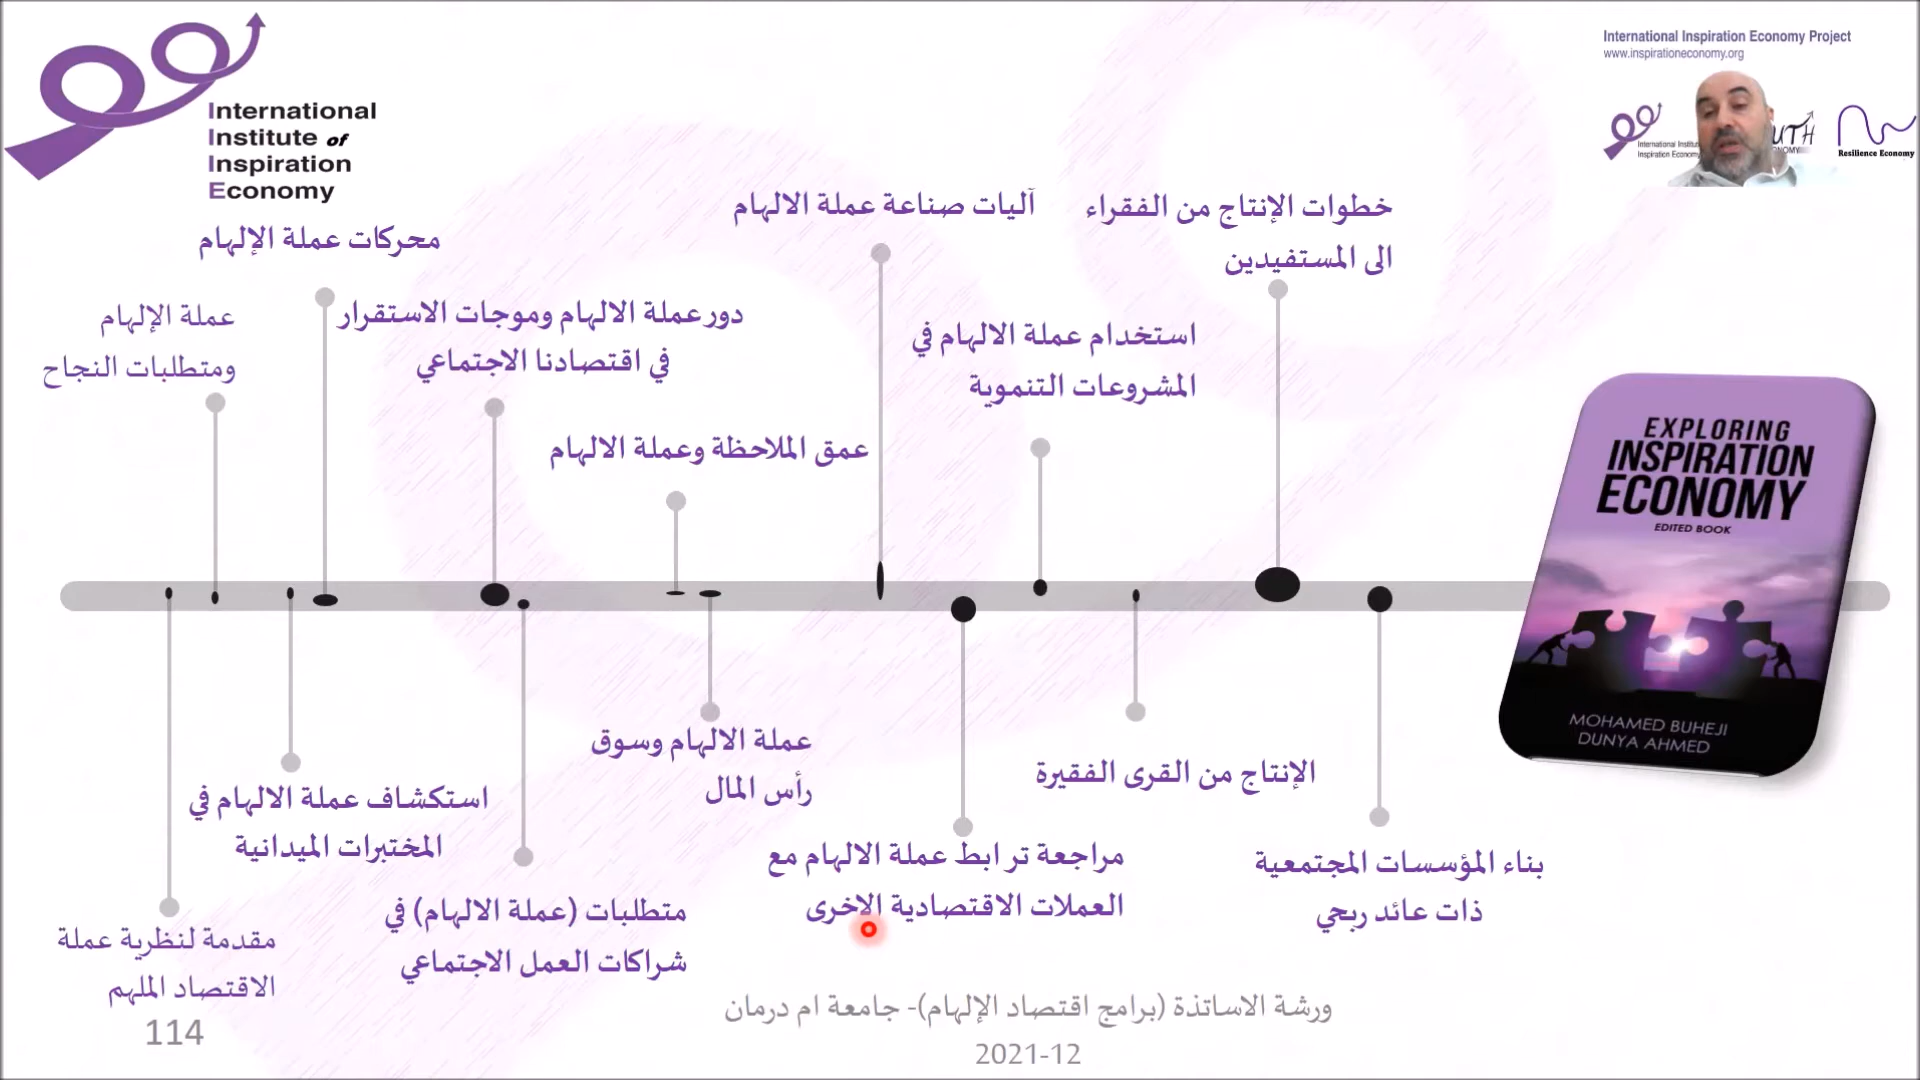 International
Institute of
Inspiration
Economy
International Inspiration Economy Project
www.inspirationeconomy.org
International
Inspiration Economy
UTH
Resilience Economy
خطوات الإنتاج من الفقراء
الى المستفيدين
آليات صناعة عملة الالهام
محركات عملة الإلهام
عملة الإلهام
ومتطلبات النجاح
دورعملة الالهام وموجات الاستقرار
في اقتصادنا الاجتماعي
استخدام عملة الالهام في
المشروعات التنموية
عمق الملاحظة وعملة الالهام
EXPLORING
INSPIRATION
ECONOMY
EDITED BOOK
MOHAMED BUHEJI
DUNYA AHMED
عملة الالهام وسوق
رأس المال
الإنتاج من القرى الفقيرة
استكشاف عملة الالهام في
المختبرات الميدانية
مراجعة ترابط عملة الالهام مع
العملات الاقتصادية الاخرى
بناء المؤسسات المجتمعية
ذات عائد ربحي
متطلبات (عملة الالهام) في
شراكات العمل الاجتماعي
مقدمة لنظرية عملة
الاقتصاد الملهم
114
ورشة الاساتذة (برامج اقتصاد الإلهام)- جامعة ام درمان
2021-12